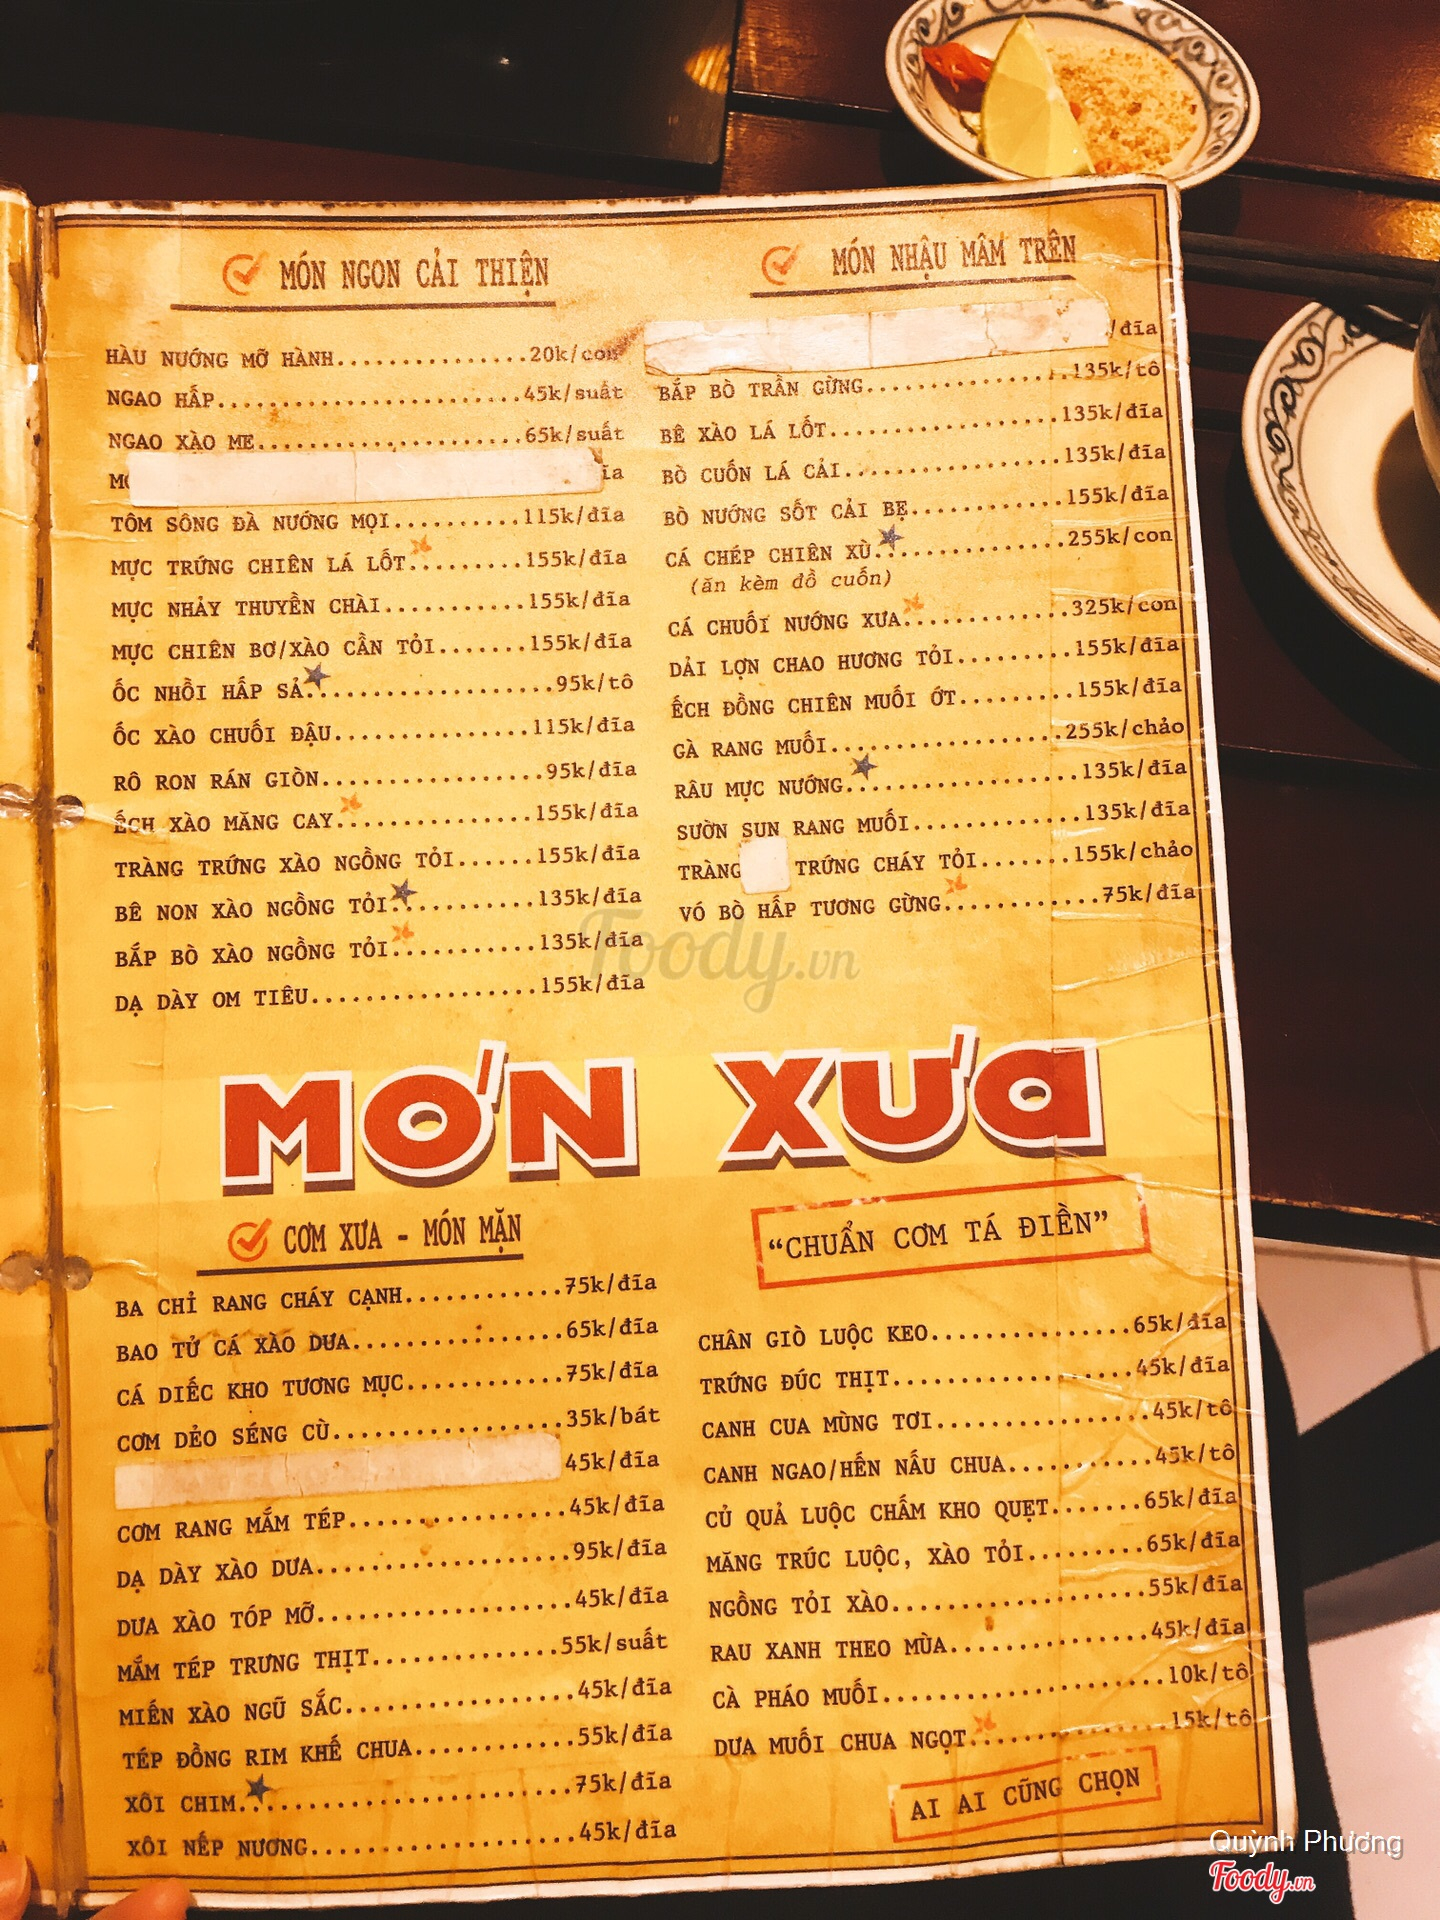 MÓN NGON CẢI THIỆN
HÀU NƯỚNG MỠ HÀNH...............20k/con
NGAO HẤP........................45k/suất
NGAO XÀO ME.....................65k/suất
TÔM SÔNG ĐÀ NƯỚNG MỌI..........115k/đĩa
MỰC TRỨNG CHIÊN LÁ LỐT.........155k/đĩa
MỰC NHẢY THUYỀN CHÀI...........155k/đĩa
MỰC CHIÊN BƠ/XÀO CẦN TỎI.......155k/đĩa
ỐC NHỒI HẤP SẢ...................95k/tô
ỐC XÀO CHUỐI ĐẬU...............115k/đĩa
RÔ RON RÁN GIÒN.................95k/đĩa
ẾCH XÀO MĂNG CAY...............155k/đĩa
TRÀNG TRỨNG XÀO NGỒNG TỎI......155k/đĩa
BÊ NON XÀO NGỒNG TỎI...........135k/đĩa
BẮP BÒ XÀO NGỒNG TỎI...........135k/đĩa
DẠ DÀY OM TIÊU.................155k/đĩa
MÓN NHẬU MÂM TRÊN
/đĩa
BẮP BÒ TRẦN GỪNG................135k/tô
BÊ XÀO LÁ LỐT.................135k/đĩa
BÒ CUỐN LÁ CẢI................135k/đĩa
BÒ NƯỚNG SỐT CẢI BẸ...........155k/đĩa
CÁ CHÉP CHIÊN XÙ..............255k/con
(ăn kèm đồ cuốn)
CÁ CHUỐI NƯỚNG XƯA............325k/con
DẢI LỢN CHAO HƯƠNG TỎI........155k/đĩa
ẾCH ĐỒNG CHIÊN MUỐI ỚT........155k/đĩa
GÀ RANG MUỐI.................255k/chảo
RÂU MỰC NƯỚNG.................135k/đĩa
SƯỜN SUN RANG MUỐI............135k/đĩa
TRÀNG TRỨNG CHÁY TỎI.......155k/chảo
VÓ BÒ HẤP TƯƠNG GỪNG............75k/đĩa
MƠN XƯA
CƠM XƯA - MÓN MẶN
BA CHỈ RANG CHÁY CẠNH............75k/đĩa
BAO TỬ CÁ XÀO DƯA................65k/đĩa
CÁ DIẾC KHO TƯƠNG MỤC............75k/đĩa
CƠM DẺO SÉNG CÙ..................35k/bát
45k/đĩa
CƠM RANG MẮM TÉP.................45k/đĩa
DẠ DÀY XÀO DƯA...................95k/đĩa
DƯA XÀO TÓP MỠ...................45k/đĩa
MẮM TÉP TRƯNG THỊT..............55k/suất
MIẾN XÀO NGŨ SẮC.................45k/đĩa
TÉP ĐỒNG RIM KHẾ CHUA............55k/đĩa
XÔI CHIM.........................75k/đĩa
XÔI NẾP NƯƠNG....................45k/đĩa
“CHUẨN CƠM TÁ ĐIỀN”
CHÂN GIÒ LUỘC KEO...............65k/đĩa
TRỨNG ĐÚC THỊT..................45k/đĩa
CANH CUA MÙNG TƠI................45k/tô
CANH NGAO/HẾN NẤU CHUA...........45k/tô
CỦ QUẢ LUỘC CHẤM KHO QUẸT.......65k/đĩa
MĂNG TRÚC LUỘC, XÀO TỎI.........65k/đĩa
NGỒNG TỎI XÀO...................55k/đĩa
RAU XANH THEO MÙA...............45k/đĩa
CÀ PHÁO MUỐI.....................10k/tô
DƯA MUỐI CHUA NGỌT...............15k/tô
AI AI CŨNG CHỌN
Foody.vn
Quỳnh Phương
Foody.vn